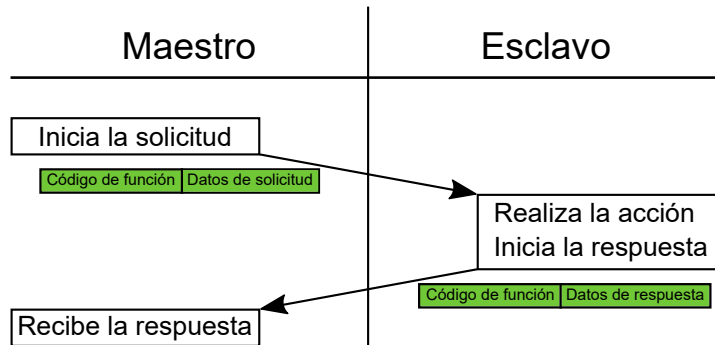 Maestro
Esclavo
Inicia la solicitud
Código de función
Datos de solicitud
Realiza la acción
Inicia la respuesta
Código de función
Datos de respuesta
Recibe la respuesta